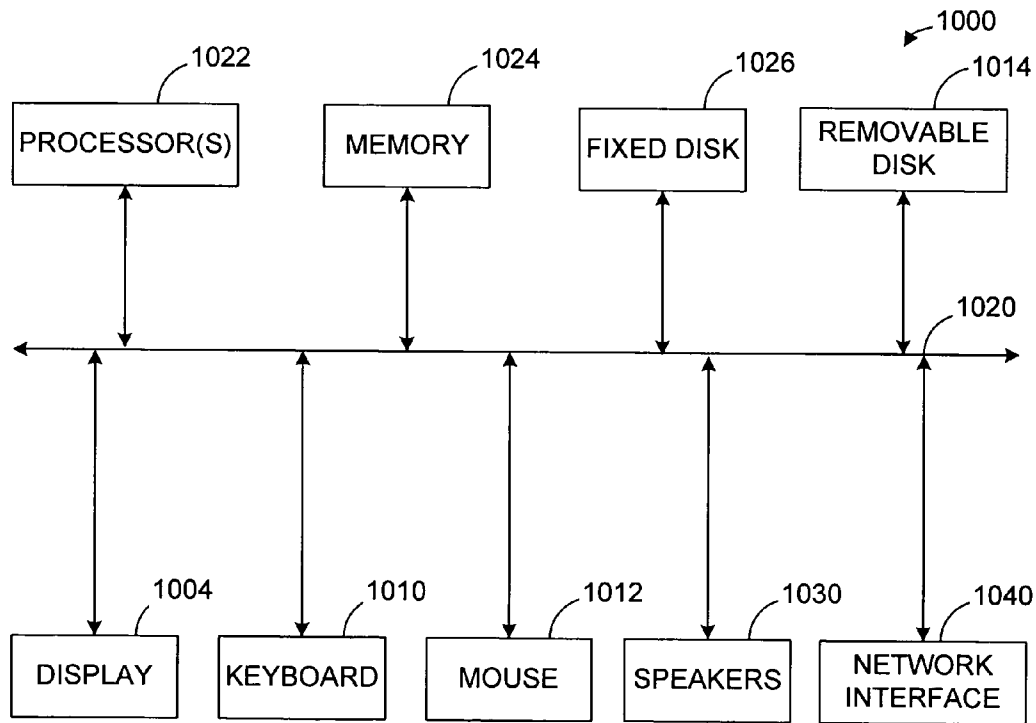 1000
1022
1024
1026
1014
PROCESSOR(S)
MEMORY
FIXED DISK
REMOVABLE
DISK
1020
1004
1010
1012
1030
1040
DISPLAY
KEYBOARD
MOUSE
SPEAKERS
NETWORK
INTERFACE